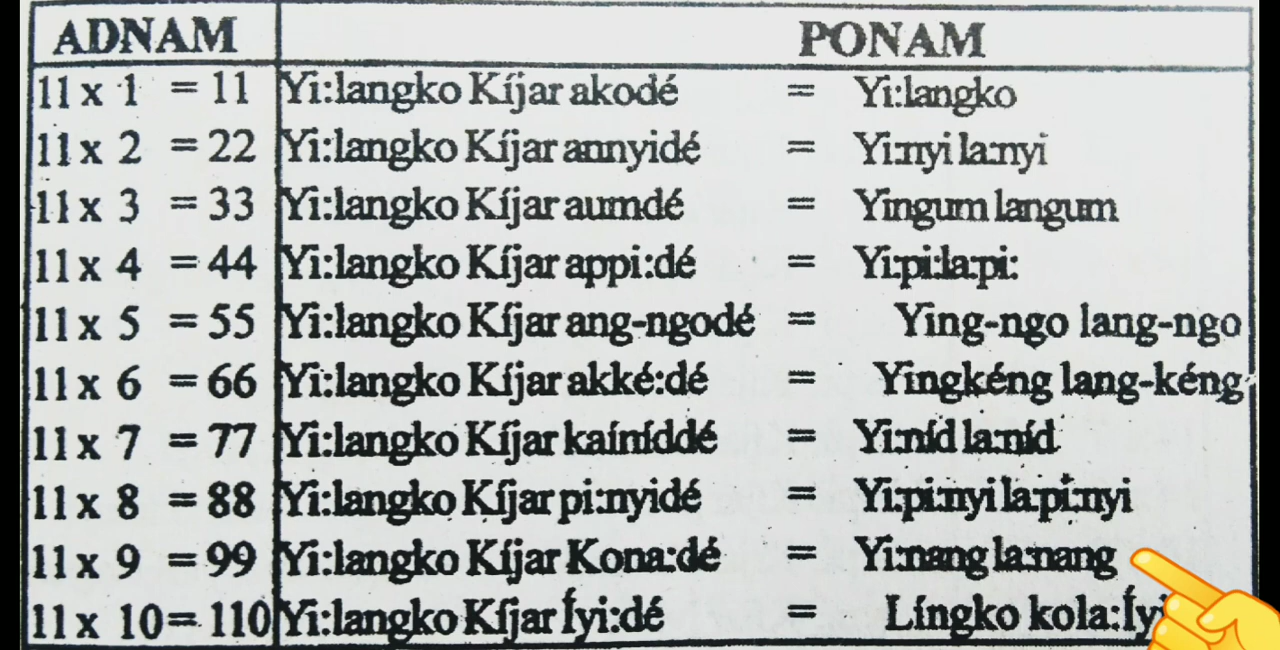 ADNAM PONAM
11 x 1 = 11 Yi:langko Kíjar akodé = Yi:langko
11 x 2 = 22 Yi:langko Kíjar annyidé = Yi:nyi la:nyi
11 x 3 = 33 Yi:langko Kíjar aumdé = Yingum langum
11 x 4 = 44 Yi:langko Kíjar appi:dé = Yi:pi:la:pi:
11 x 5 = 55 Yi:langko Kíjar ang-ngodé = Ying-ngo lang-ngo
11 x 6 = 66 Yi:langko Kíjar akké:dé = Yingkéng lang-kéng
11 x 7 = 77 Yi:langko Kíjar kaíníddé = Yi:níd la:níd
11 x 8 = 88 Yi:langko Kíjar pi:nyidé = Yi:pi:nyi la:pi:nyi
11 x 9 = 99 Yi:langko Kíjar Kona:dé = Yi:nang la:nang
11 x 10 = 110 Yi:langko Kíjar Íyi:dé = Língko